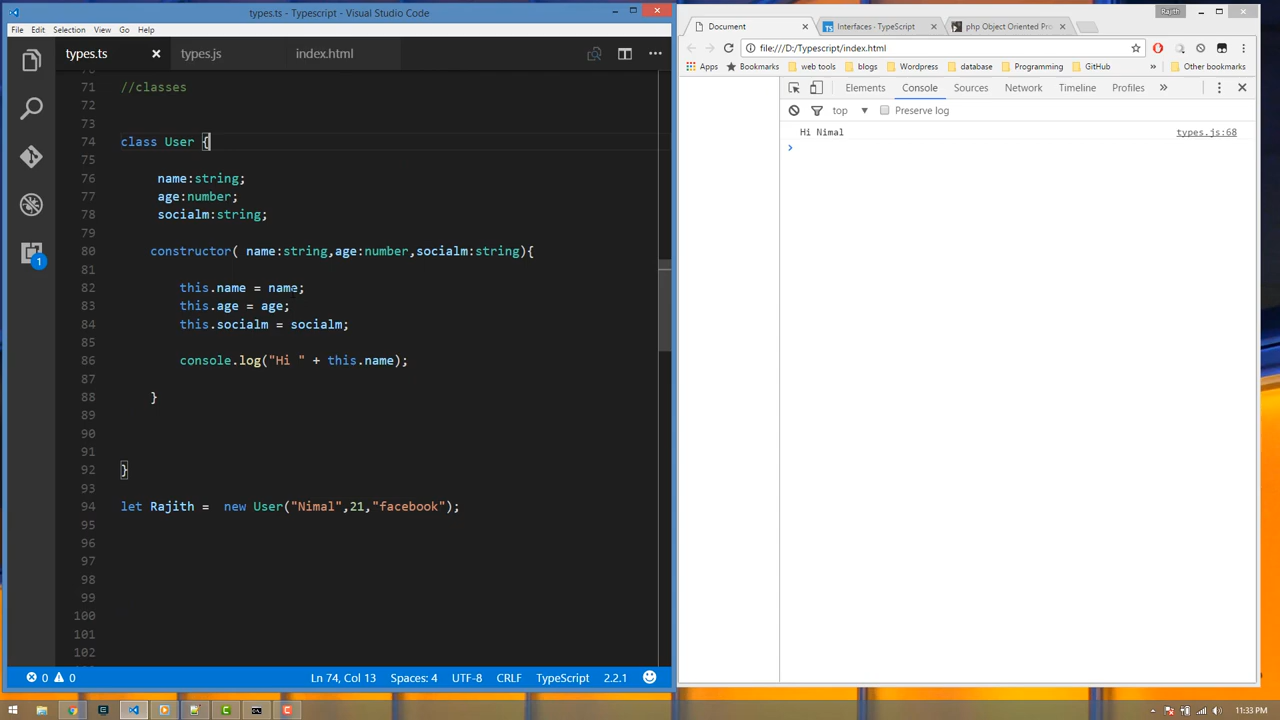 types.ts - Typescript - Visual Studio Code
File Edit Selection View Go Help
types.ts types.js index.html
71 //classes
72
73
74 class User {
75
76 name:string;
77 age:number;
78 socialm:string;
79
80 constructor( name:string,age:number,socialm:string){
81
82 this.name = name;
83 this.age = age;
84 this.socialm = socialm;
85
86 console.log("Hi " + this.name);
87
88 }
89
90
91
92 }
93
94 let Rajith = new User("Nimal",21,"facebook");
95
96
97
98
99
100
101
102
1
0 0 Ln 74, Col 13 Spaces: 4 UTF-8 CRLF TypeScript 2.2.1
Rajith
Document Interfaces - TypeScript php Object Oriented Pro
file:///D:/Typescript/index.html
Apps Bookmarks web tools blogs Wordpress database Programming GitHub » Other bookmarks
Elements Console Sources Network Timeline Profiles »
top Preserve log
Hi Nimal types.js:68
>
11:33 PM